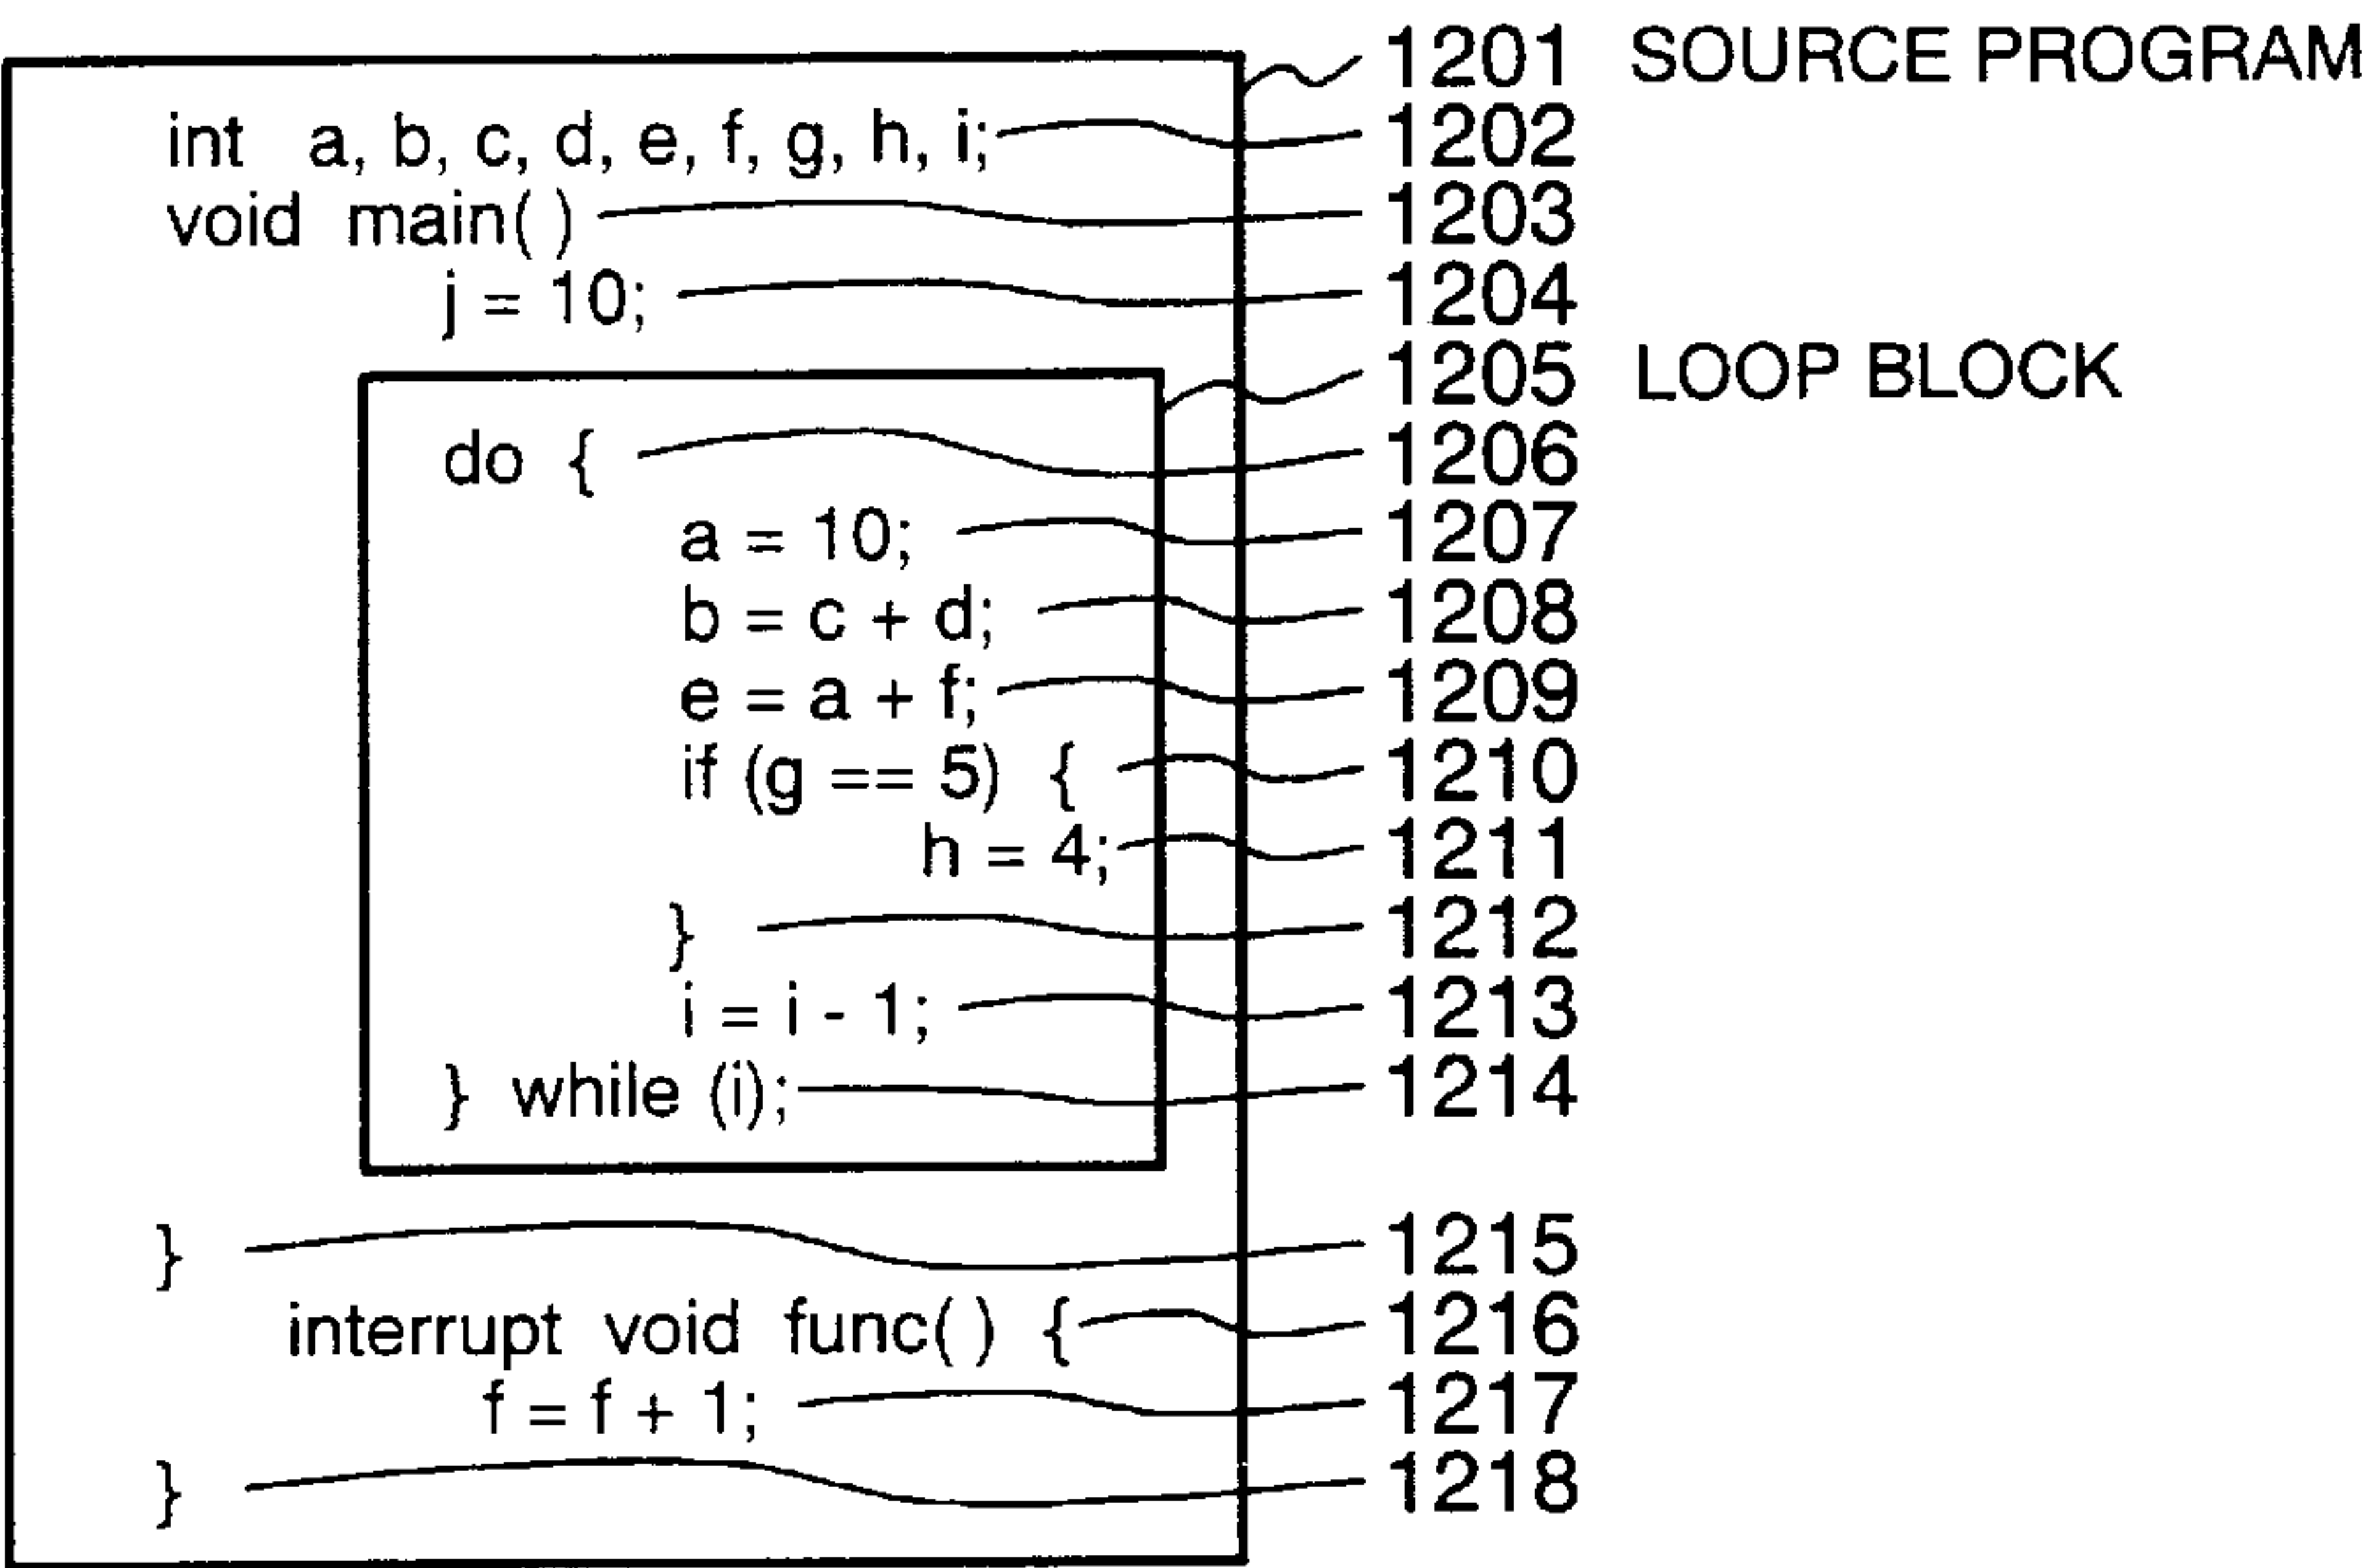 1201 SOURCE PROGRAM
int a, b, c, d, e, f, g, h, i; 1202
void main( ) 1203
j = 10; 1204
1205 LOOP BLOCK
do { 1206
a = 10; 1207
b = c + d; 1208
e = a + f; 1209
if (g == 5) { 1210
h = 4; 1211
} 1212
i = i - 1; 1213
} while (i); 1214
} 1215
interrupt void func( ) { 1216
f = f + 1; 1217
} 1218